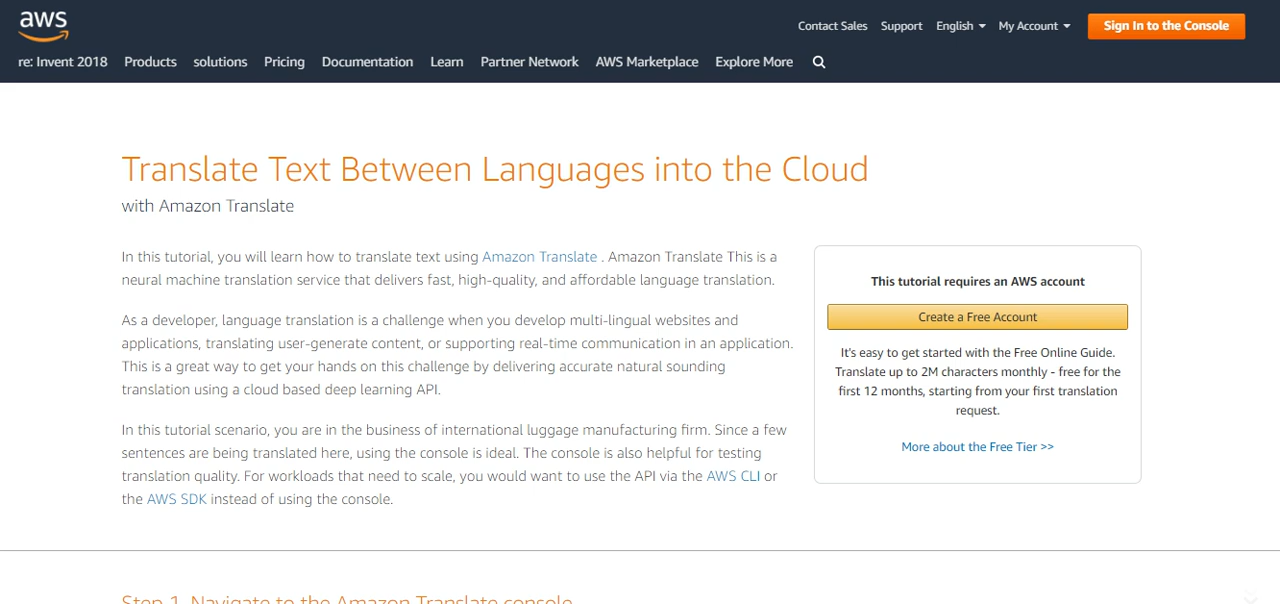 aws
Contact Sales Support English My Account Sign In to the Console
re: Invent 2018 Products solutions Pricing Documentation Learn Partner Network AWS Marketplace Explore More
Translate Text Between Languages into the Cloud
with Amazon Translate
In this tutorial, you will learn how to translate text using Amazon Translate . Amazon Translate This is a
neural machine translation service that delivers fast, high-quality, and affordable language translation.
As a developer, language translation is a challenge when you develop multi-lingual websites and
applications, translating user-generate content, or supporting real-time communication in an application.
This is a great way to get your hands on this challenge by delivering accurate natural sounding
translation using a cloud based deep learning API.
In this tutorial scenario, you are in the business of international luggage manufacturing firm. Since a few
sentences are being translated here, using the console is ideal. The console is also helpful for testing
translation quality. For workloads that need to scale, you would want to use the API via the AWS CLI or
the AWS SDK instead of using the console.
This tutorial requires an AWS account
Create a Free Account
It's easy to get started with the Free Online Guide.
Translate up to 2M characters monthly - free for the
first 12 months, starting from your first translation
request.
More about the Free Tier >>
Step 1. Navigate to the Amazon Translate console